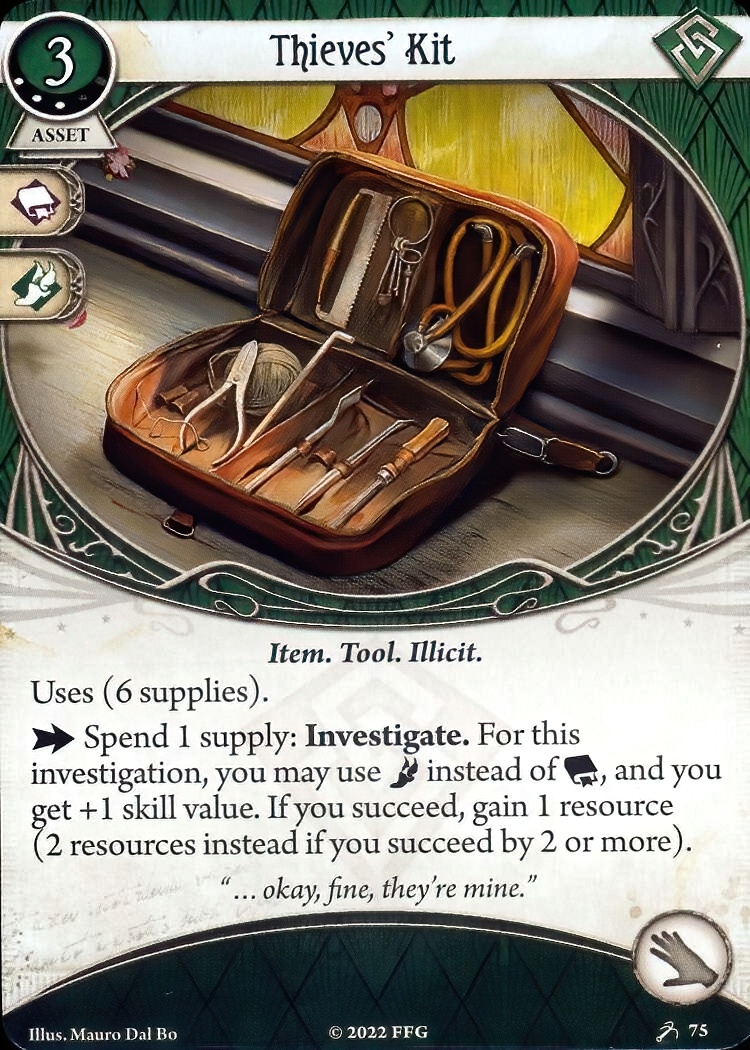 3
Thieves’ Kit
ASSET
Item. Tool. Illicit.
Uses (6 supplies).
Spend 1 supply: Investigate. For this
investigation, you may use instead of , and you
get +1 skill value. If you succeed, gain 1 resource
(2 resources instead if you succeed by 2 or more).
“... okay, fine, they’re mine.”
Illus. Mauro Dal Bo
© 2022 FFG
75